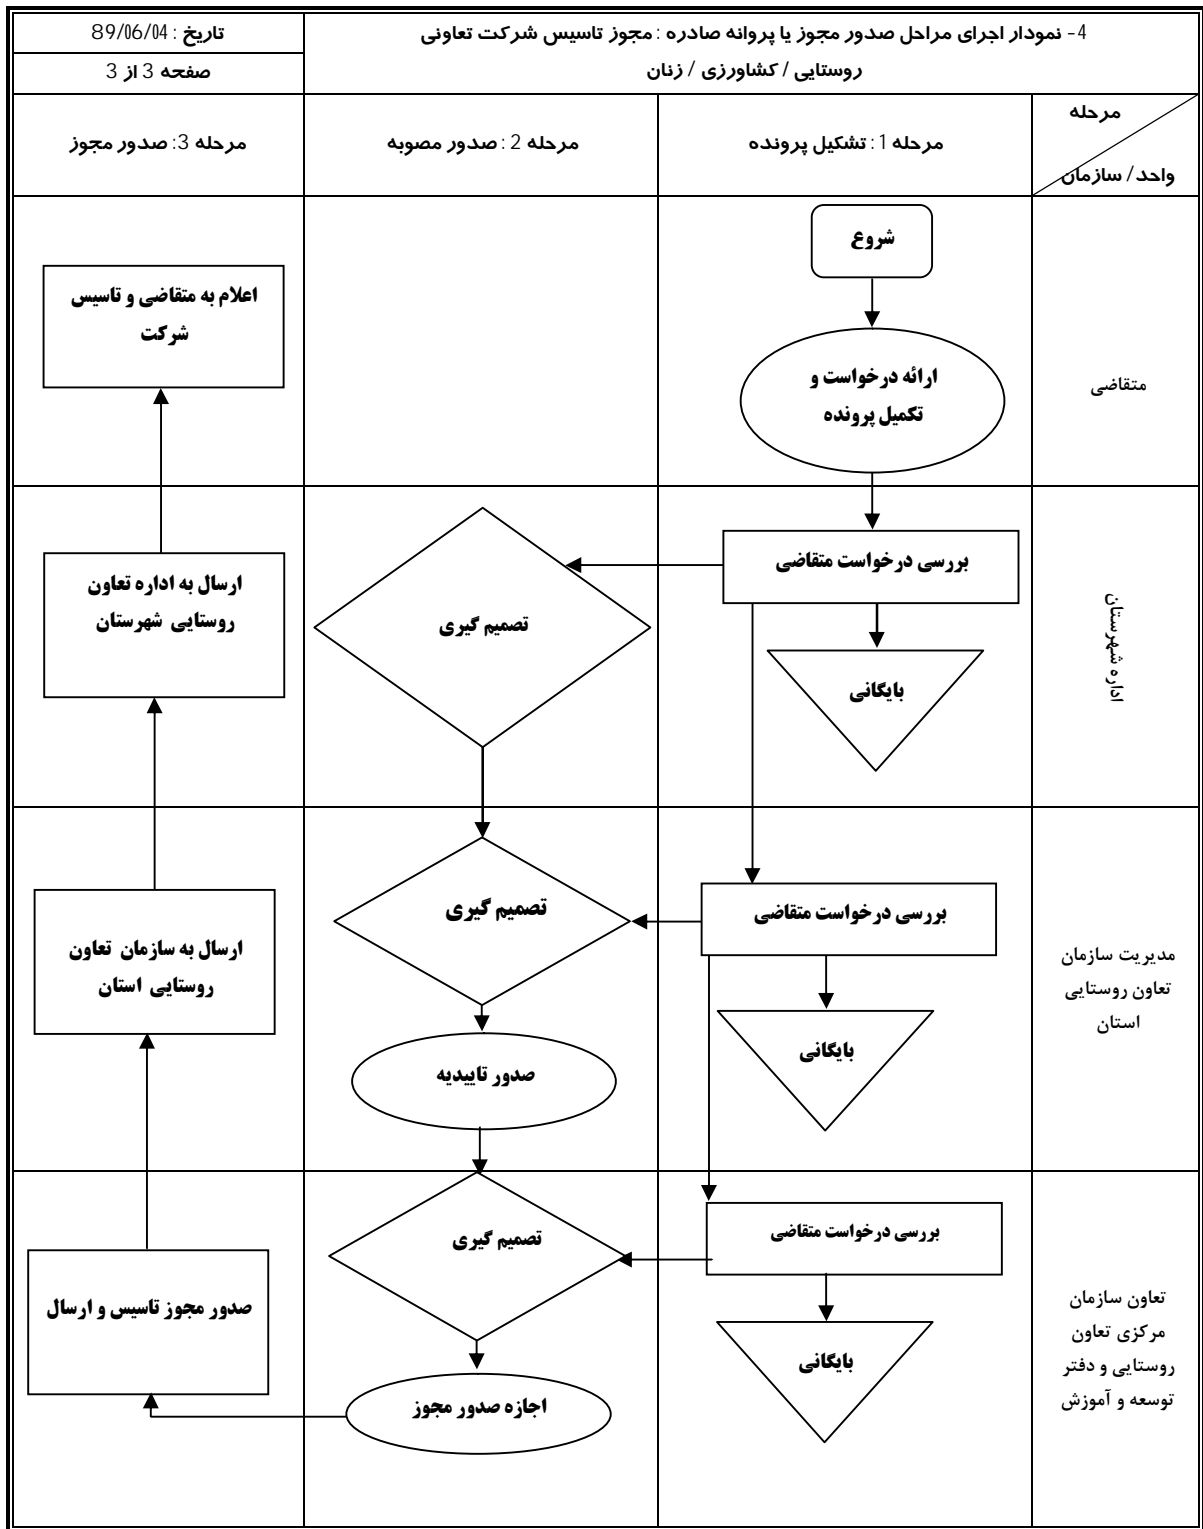 4- نمودار اجرای مراحل صدور مجوز یا پروانه صادره : مجوز تاسیس شرکت تعاونی
روستایی / کشاورزی / زنان
تاریخ : 89/06/04
صفحه 3 از 3
مرحله
واحد / سازمان
مرحله 1 : تشکیل پرونده
مرحله 2 : صدور مصوبه
مرحله 3: صدور مجوز
متقاضی
شروع
ارائه درخواست و
تکمیل پرونده
اعلام به متقاضی و تاسیس
شرکت
اداره شهرستان
بررسی درخواست متقاضی
بایگانی
تصمیم گیری
ارسال به اداره تعاون
روستایی شهرستان
مدیریت سازمان
تعاون روستایی
استان
بررسی درخواست متقاضی
بایگانی
تصمیم گیری
صدور تاییدیه
ارسال به سازمان تعاون
روستایی استان
تعاون سازمان
مرکزی تعاون
روستایی و دفتر
توسعه و آموزش
بررسی درخواست متقاضی
بایگانی
تصمیم گیری
اجازه صدور مجوز
صدور مجوز تاسیس و ارسال